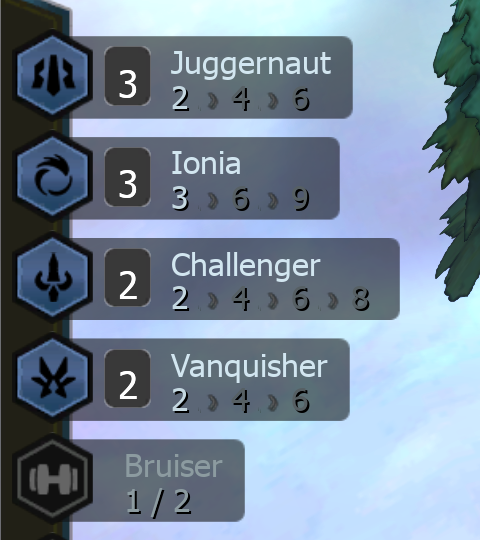 3 Juggernaut
2 › 4 › 6
3 Ionia
3 › 6 › 9
2 Challenger
2 › 4 › 6 › 8
2 Vanquisher
2 › 4 › 6
Bruiser
1 / 2